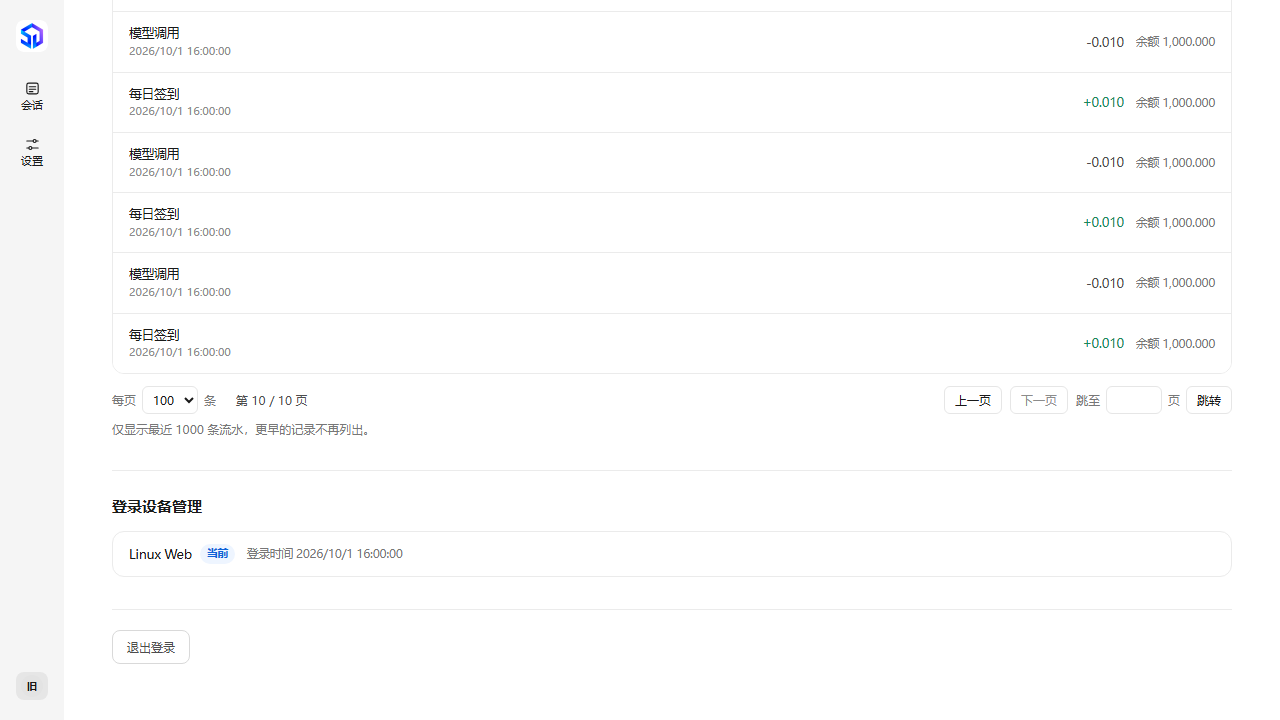 会话
设置
旧
模型调用
2026/10/1 16:00:00
-0.010 余额 1,000.000
每日签到
2026/10/1 16:00:00
+0.010 余额 1,000.000
模型调用
2026/10/1 16:00:00
-0.010 余额 1,000.000
每日签到
2026/10/1 16:00:00
+0.010 余额 1,000.000
模型调用
2026/10/1 16:00:00
-0.010 余额 1,000.000
每日签到
2026/10/1 16:00:00
+0.010 余额 1,000.000
每页 100 条 第 10 / 10 页 上一页 下一页 跳至 页 跳转
仅显示最近 1000 条流水，更早的记录不再列出。
登录设备管理
Linux Web 当前 登录时间 2026/10/1 16:00:00
退出登录